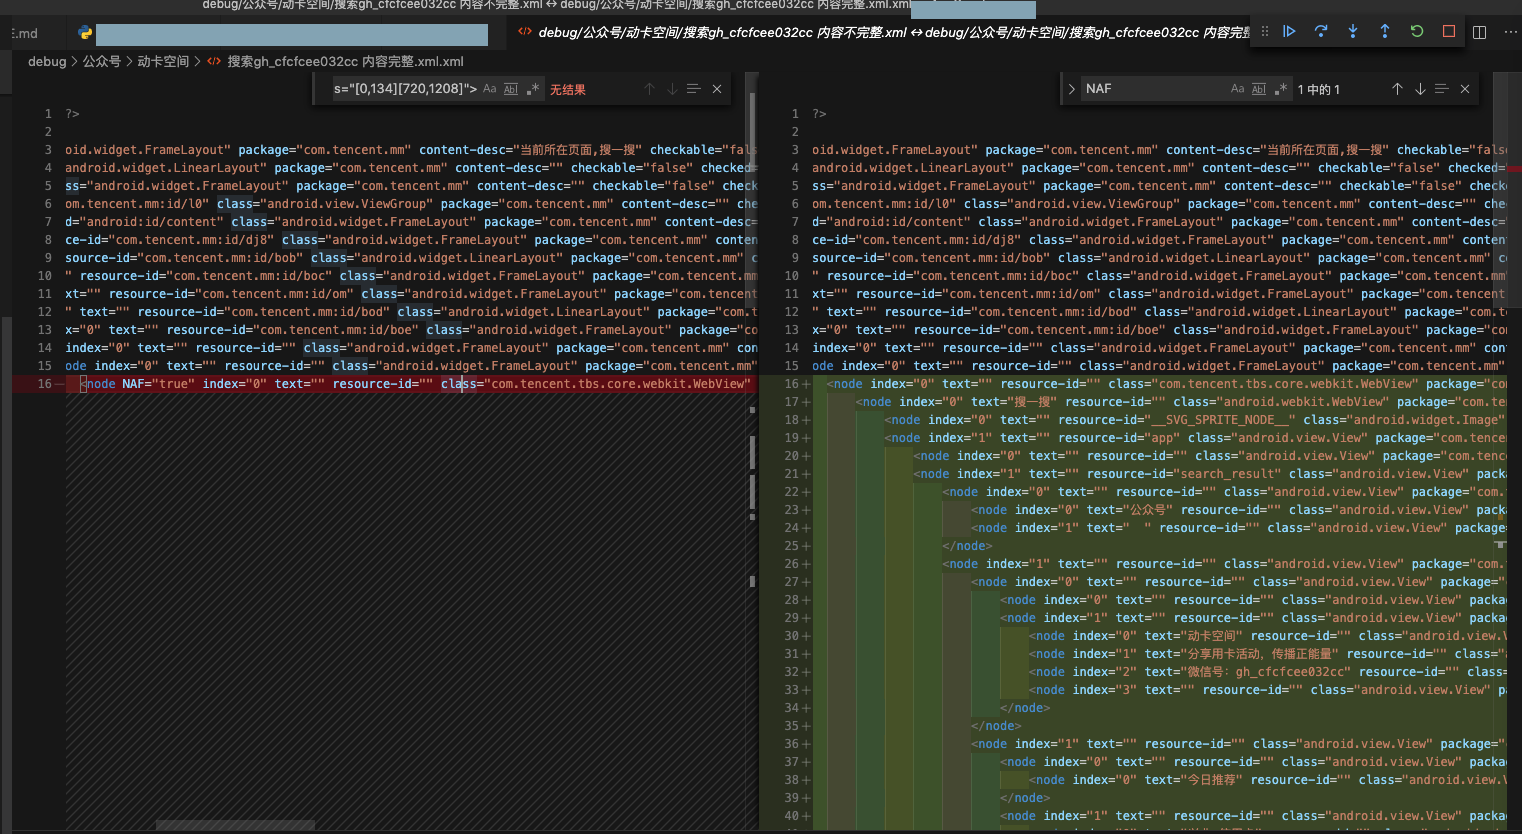 debug/公众号/动卡空间/搜索gh_cfcfcee032cc 内容不完整.xml ↔ debug/公众号/动卡空间/搜索gh_cfcfcee032cc 内容完整.xml.xml
E.md
debug/公众号/动卡空间/搜索gh_cfcfcee032cc 内容不完整.xml ↔ debug/公众号/动卡空间/搜索gh_cfcfcee032cc 内容完整
debug > 公众号 > 动卡空间 > 搜索gh_cfcfcee032cc 内容完整.xml.xml
s="[0,134][720,1208]"> Aa Abl .* 无结果
1 ?>
2
3 oid.widget.FrameLayout" package="com.tencent.mm" content-desc="当前所在页面,搜一搜" checkable="fals
4 android.widget.LinearLayout" package="com.tencent.mm" content-desc="" checkable="false" checked=
5 ss="android.widget.FrameLayout" package="com.tencent.mm" content-desc="" checkable="false" check
6 om.tencent.mm:id/l0" class="android.view.ViewGroup" package="com.tencent.mm" content-desc="" che
7 d="android:id/content" class="android.widget.FrameLayout" package="com.tencent.mm" content-desc=
8 ce-id="com.tencent.mm:id/dj8" class="android.widget.FrameLayout" package="com.tencent.mm" conten
9 source-id="com.tencent.mm:id/bob" class="android.widget.LinearLayout" package="com.tencent.mm" c
10 " resource-id="com.tencent.mm:id/boc" class="android.widget.FrameLayout" package="com.tencent.mm
11 xt="" resource-id="com.tencent.mm:id/om" class="android.widget.FrameLayout" package="com.tencent
12 " text="" resource-id="com.tencent.mm:id/bod" class="android.widget.LinearLayout" package="com.t
13 x="0" text="" resource-id="com.tencent.mm:id/boe" class="android.widget.FrameLayout" package="co
14 index="0" text="" resource-id="" class="android.widget.FrameLayout" package="com.tencent.mm" con
15 ode index="0" text="" resource-id="" class="android.widget.FrameLayout" package="com.tencent.mm"
16 <node NAF="true" index="0" text="" resource-id="" class="com.tencent.tbs.core.webkit.WebView"
NAF Aa Abl .* 1 中的 1
1 ?>
2
3 oid.widget.FrameLayout" package="com.tencent.mm" content-desc="当前所在页面,搜一搜" checkable="fals
4 android.widget.LinearLayout" package="com.tencent.mm" content-desc="" checkable="false" checked=
5 ss="android.widget.FrameLayout" package="com.tencent.mm" content-desc="" checkable="false" check
6 om.tencent.mm:id/l0" class="android.view.ViewGroup" package="com.tencent.mm" content-desc="" che
7 d="android:id/content" class="android.widget.FrameLayout" package="com.tencent.mm" content-desc=
8 ce-id="com.tencent.mm:id/dj8" class="android.widget.FrameLayout" package="com.tencent.mm" conten
9 source-id="com.tencent.mm:id/bob" class="android.widget.LinearLayout" package="com.tencent.mm" c
10 " resource-id="com.tencent.mm:id/boc" class="android.widget.FrameLayout" package="com.tencent.mm
11 xt="" resource-id="com.tencent.mm:id/om" class="android.widget.FrameLayout" package="com.tencent
12 " text="" resource-id="com.tencent.mm:id/bod" class="android.widget.LinearLayout" package="com.t
13 x="0" text="" resource-id="com.tencent.mm:id/boe" class="android.widget.FrameLayout" package="com
14 index="0" text="" resource-id="" class="android.widget.FrameLayout" package="com.tencent.mm" con
15 ode index="0" text="" resource-id="" class="android.widget.FrameLayout" package="com.tencent.mm"
16 + <node index="0" text="" resource-id="" class="com.tencent.tbs.core.webkit.WebView" package="com
17 + <node index="0" text="搜一搜" resource-id="" class="android.webkit.WebView" package="com.ten
18 + <node index="0" text="" resource-id="__SVG_SPRITE_NODE__" class="android.widget.Image"
19 + <node index="1" text="" resource-id="app" class="android.view.View" package="com.tence
20 + <node index="0" text="" resource-id="" class="android.view.View" package="com.tenc
21 + <node index="1" text="" resource-id="search_result" class="android.view.View" pack
22 + <node index="0" text="" resource-id="" class="android.view.View" package="com.
23 + <node index="0" text="公众号" resource-id="" class="android.view.View" pack
24 + <node index="1" text="  " resource-id="" class="android.view.View" package
25 + </node>
26 + <node index="1" text="" resource-id="" class="android.view.View" package="com.
27 + <node index="0" text="" resource-id="" class="android.view.View" package="
28 + <node index="0" text="" resource-id="" class="android.view.View" packa
29 + <node index="1" text="" resource-id="" class="android.view.View" packa
30 + <node index="0" text="动卡空间" resource-id="" class="android.view.V
31 + <node index="1" text="分享用卡活动，传播正能量" resource-id="" class="a
32 + <node index="2" text="微信号：gh_cfcfcee032cc" resource-id="" class=
33 + <node index="3" text="" resource-id="" class="android.view.View" pa
34 + </node>
35 + </node>
36 + <node index="1" text="" resource-id="" class="android.view.View" package="
37 + <node index="0" text="" resource-id="" class="android.view.View" packa
38 + <node index="0" text="今日推荐" resource-id="" class="android.view.V
39 + </node>
40 + <node index="1" text="" resource-id="" class="android.view.View" packa